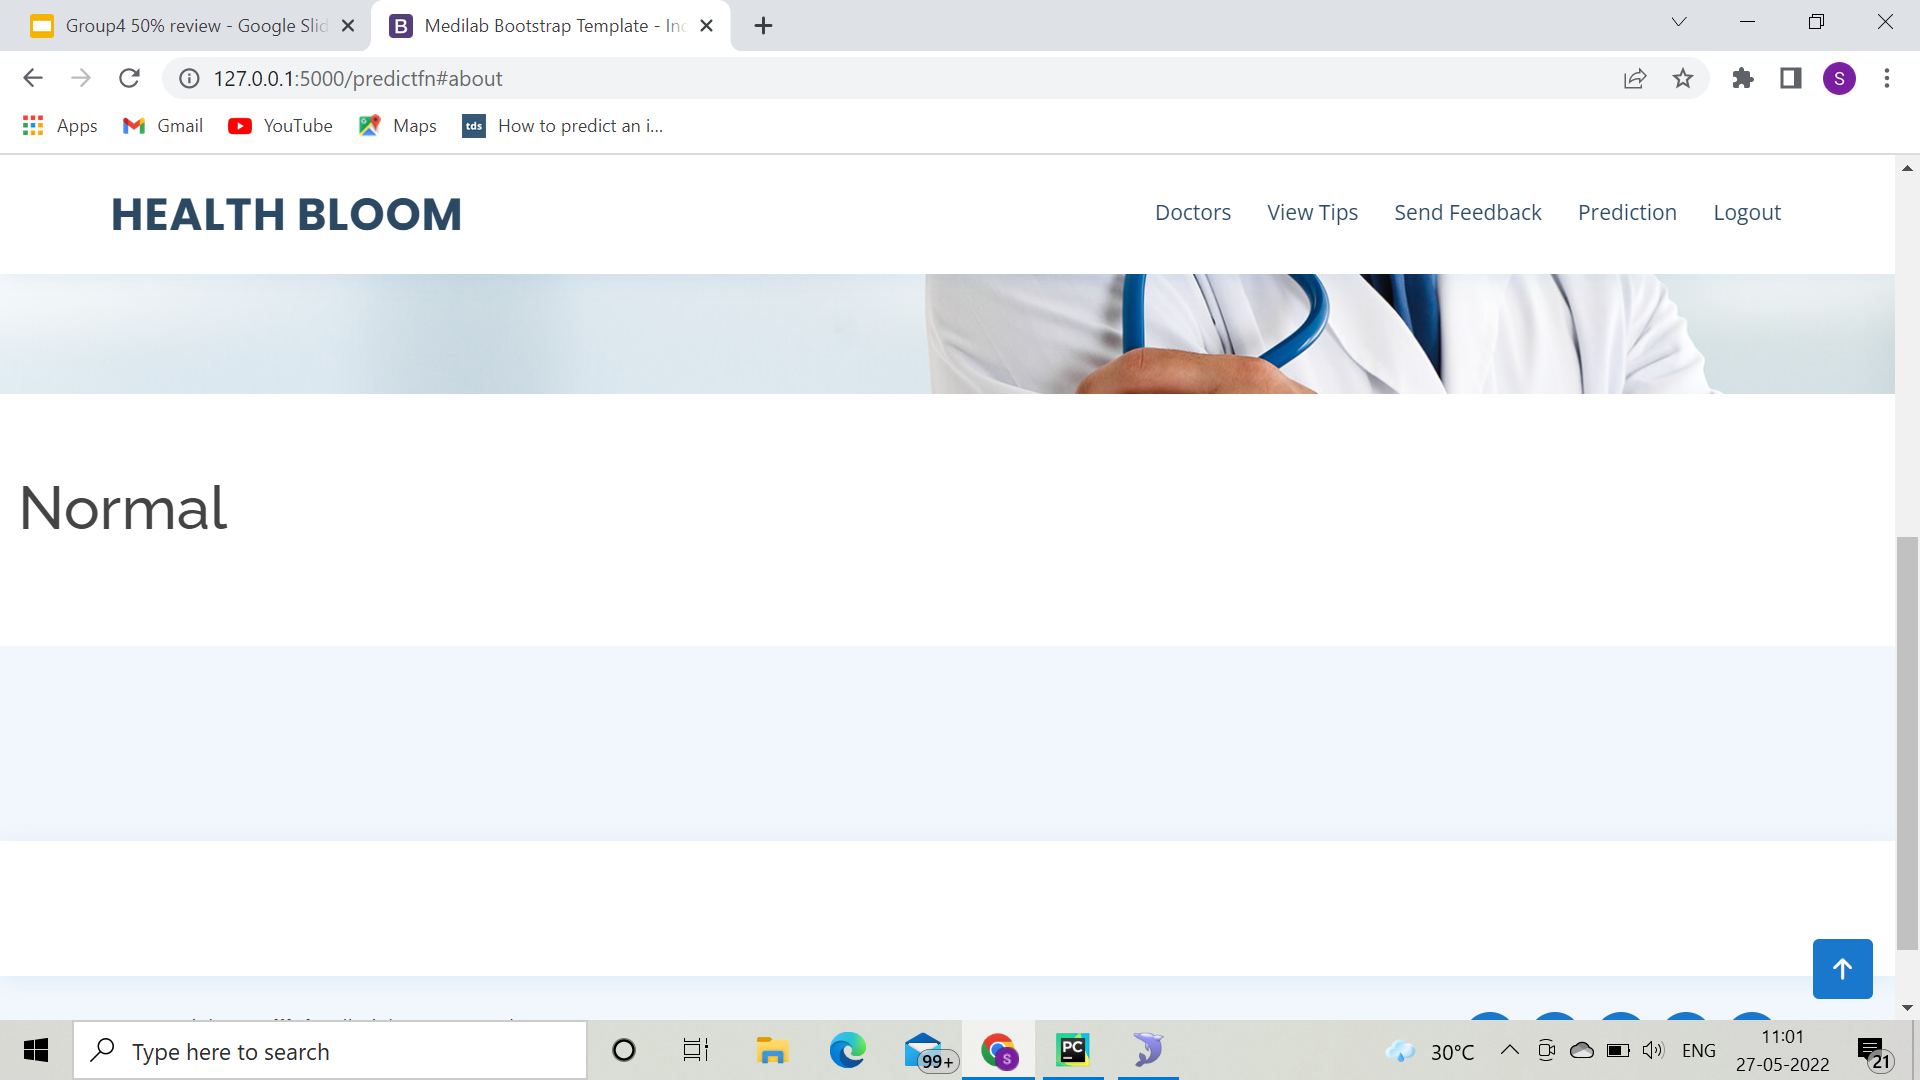 Group4 50% review - Google Slid
Medilab Bootstrap Template - Inc
127.0.0.1:5000/predictfn#about
S
Apps
Gmail
YouTube
Maps
tds
How to predict an i...
HEALTH BLOOM
Doctors
View Tips
Send Feedback
Prediction
Logout
Normal
Type here to search
99+
S
PC
30°C
ENG
11:01
27-05-2022
21